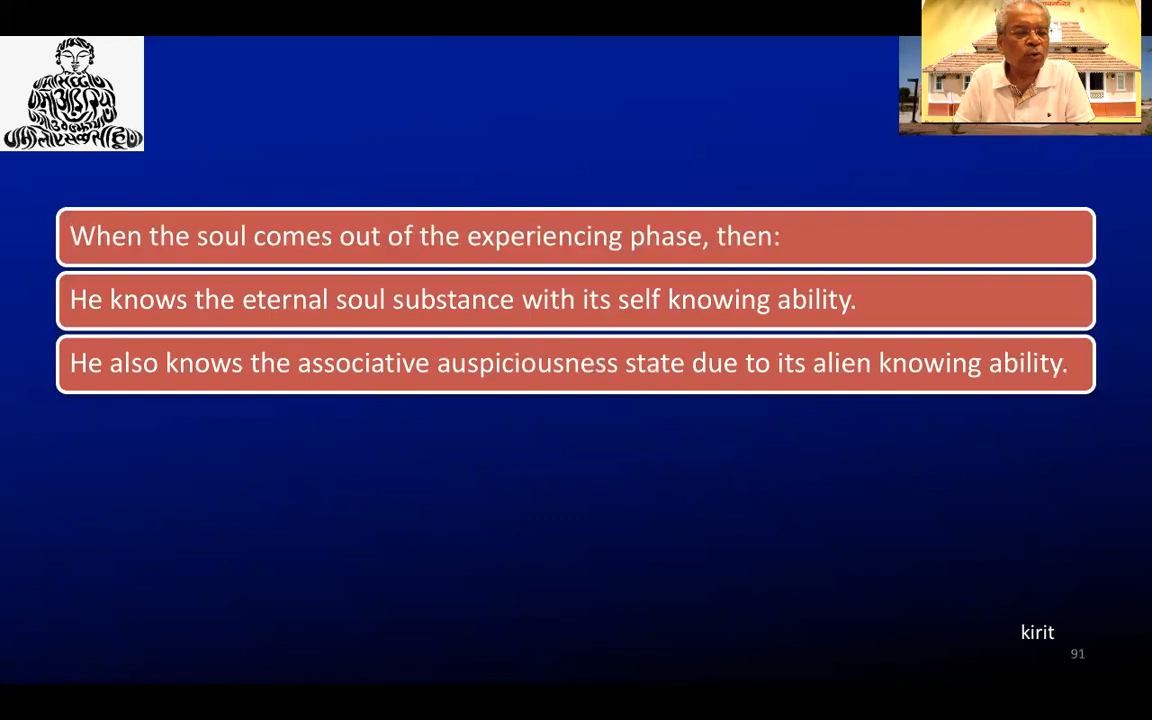 When the soul comes out of the experiencing phase, then:
He knows the eternal soul substance with its self knowing ability.
He also knows the associative auspiciousness state due to its alien knowing ability.
kirit
91